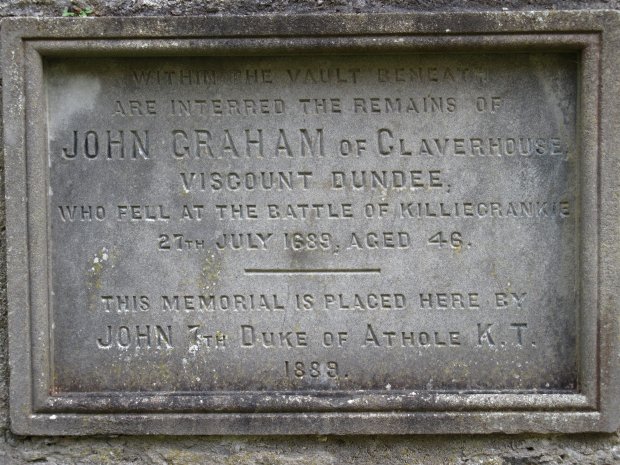 WITHIN THE VAULT BENEATH
ARE INTERRED THE REMAINS OF
JOHN GRAHAM OF CLAVERHOUSE,
VISCOUNT DUNDEE,
WHO FELL AT THE BATTLE OF KILLIECRANKIE
27TH JULY 1689, AGED 46.
THIS MEMORIAL IS PLACED HERE BY
JOHN 7TH DUKE OF ATHOLE K.T.
1889.